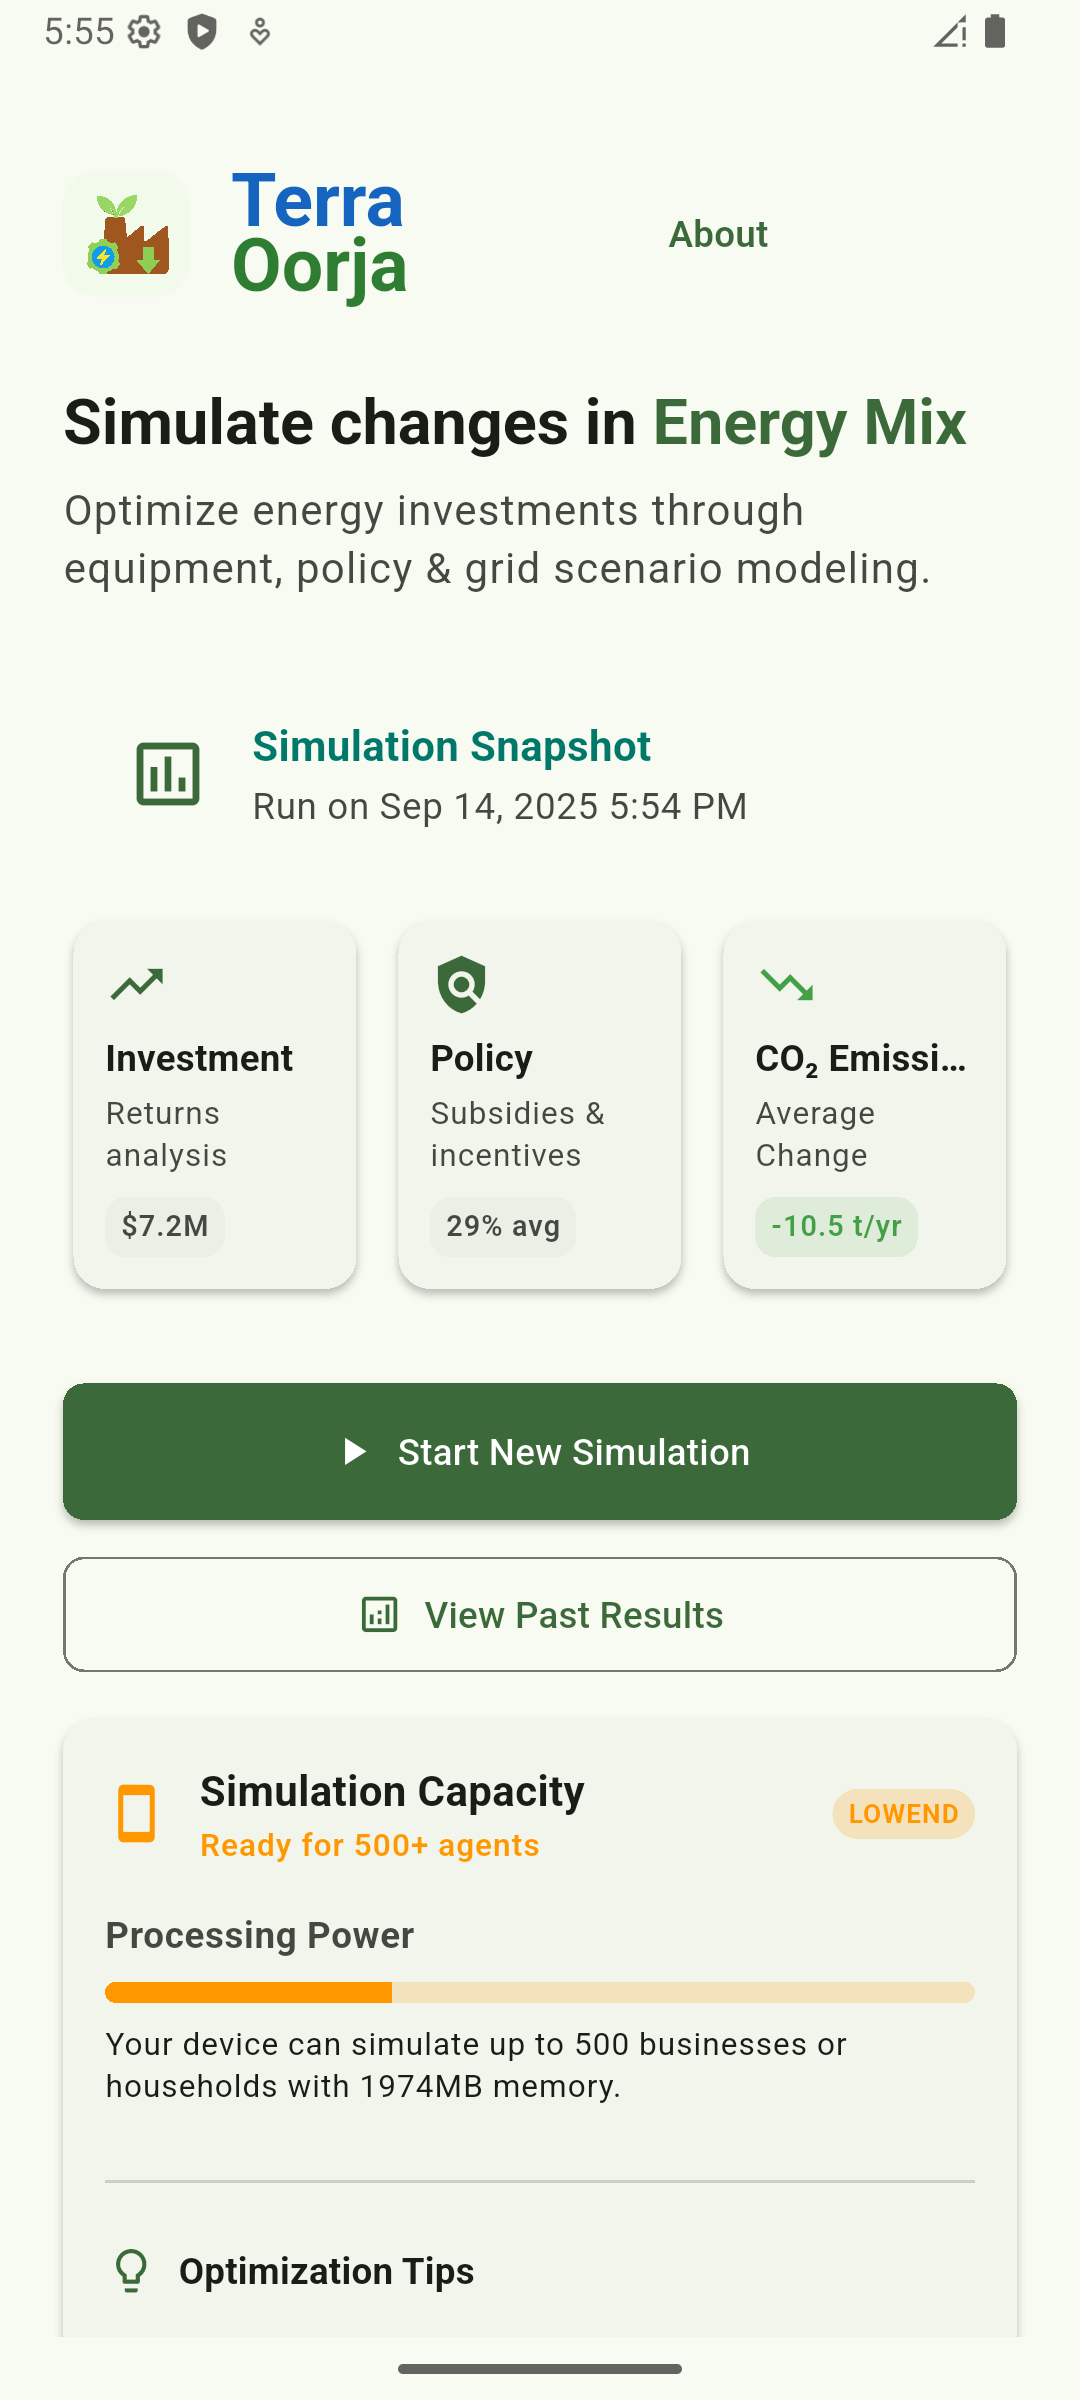 5:55
Terra
Oorja
About
Simulate changes in Energy Mix
Optimize energy investments through
equipment, policy & grid scenario modeling.
Simulation Snapshot
Run on Sep 14, 2025 5:54 PM
Investment
Returns
analysis
$7.2M
Policy
Subsidies &
incentives
29% avg
CO₂ Emissi…
Average
Change
-10.5 t/yr
Start New Simulation
View Past Results
Simulation Capacity
Ready for 500+ agents
LOWEND
Processing Power
Your device can simulate up to 500 businesses or
households with 1974MB memory.
Optimization Tips